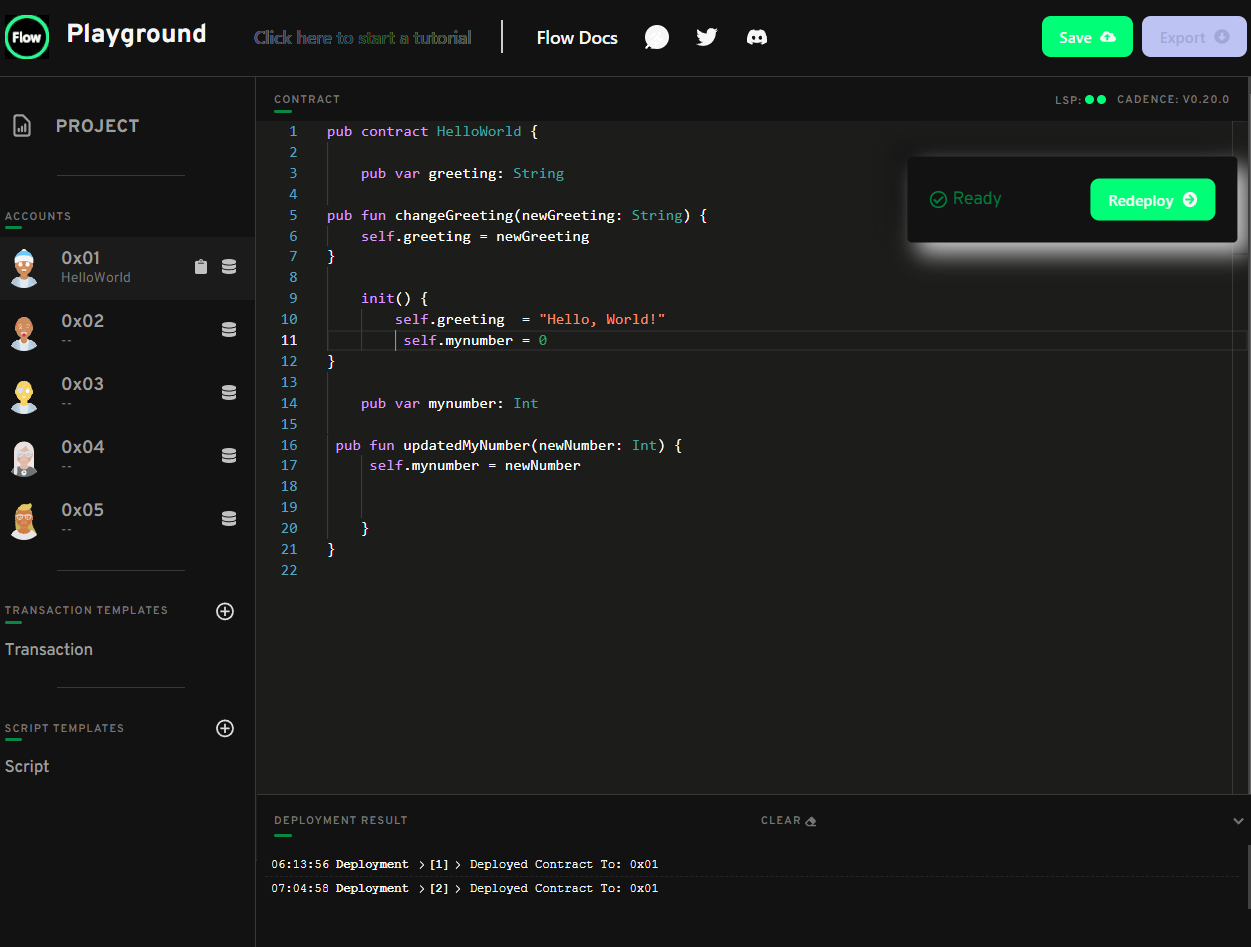 Flow
Playground
Click here to start a tutorial
Flow Docs
Save
Export
PROJECT
ACCOUNTS
0x01
HelloWorld
0x02
--
0x03
--
0x04
--
0x05
--
TRANSACTION TEMPLATES
Transaction
SCRIPT TEMPLATES
Script
CONTRACT
LSP:
CADENCE: V0.20.0
Ready
Redeploy
1 pub contract HelloWorld {
2
3     pub var greeting: String
4
5 pub fun changeGreeting(newGreeting: String) {
6     self.greeting = newGreeting
7 }
8
9     init() {
10         self.greeting  = "Hello, World!"
11          self.mynumber = 0
12 }
13
14     pub var mynumber: Int
15
16  pub fun updatedMyNumber(newNumber: Int) {
17      self.mynumber = newNumber
18
19
20     }
21 }
22
DEPLOYMENT RESULT
CLEAR
06:13:56 Deployment > [1] > Deployed Contract To: 0x01
07:04:58 Deployment > [2] > Deployed Contract To: 0x01